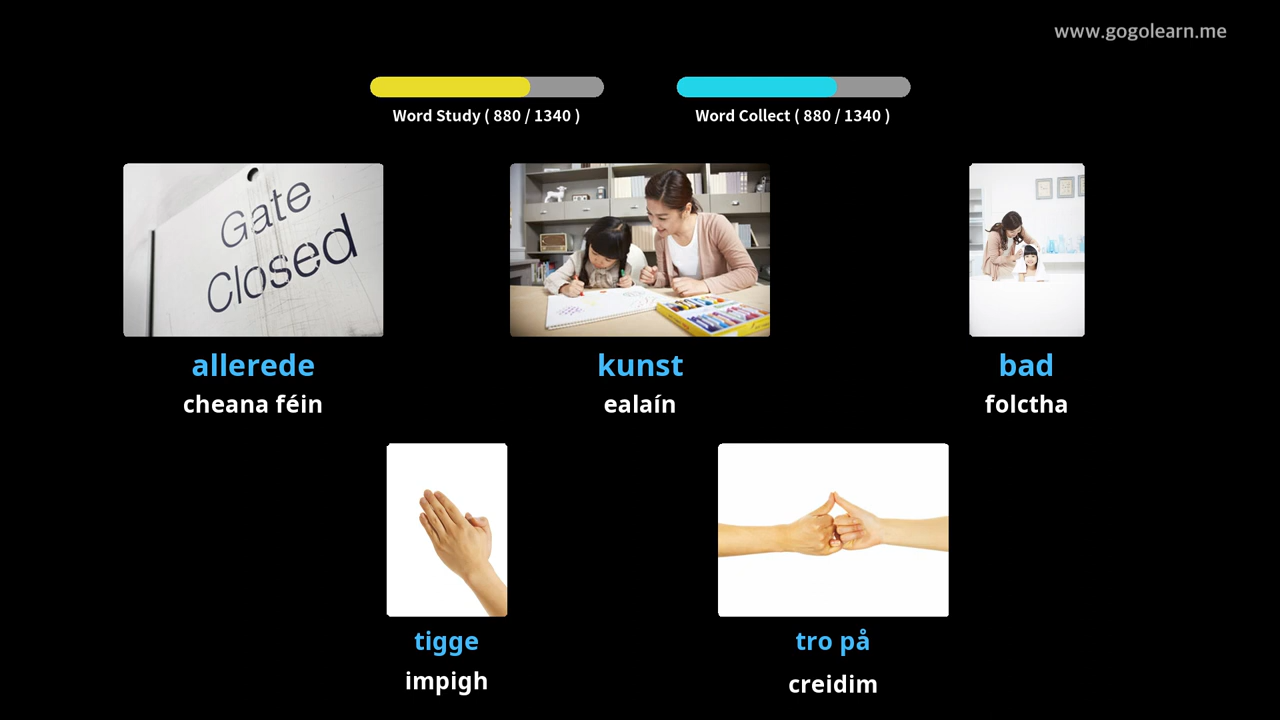 www.gogolearn.me
Word Study ( 880 / 1340 )
Word Collect ( 880 / 1340 )
Gate
Closed
allerede
kunst
bad
cheana féin
ealaín
folctha
tigge
tro på
impigh
creidim